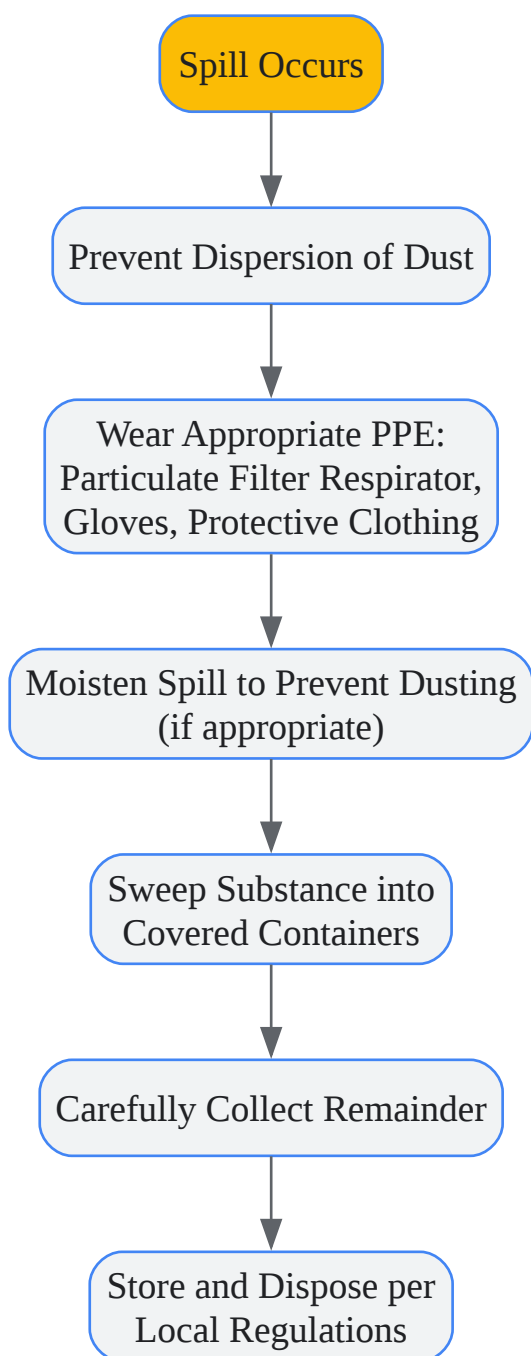 Spill Occurs
Prevent Dispersion of Dust
Wear Appropriate PPE:
Particulate Filter Respirator,
Gloves, Protective Clothing
Moisten Spill to Prevent Dusting
(if appropriate)
Sweep Substance into
Covered Containers
Carefully Collect Remainder
Store and Dispose per
Local Regulations